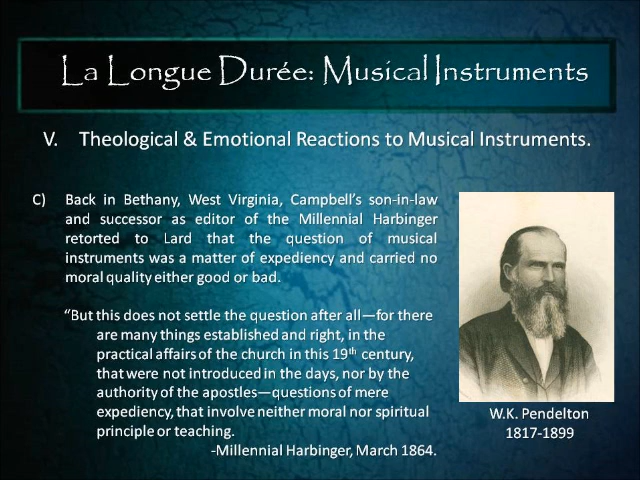 La Longue Durée: Musical Instruments
V. Theological & Emotional Reactions to Musical Instruments.
C) Back in Bethany, West Virginia, Campbell's son-in-law
and successor as editor of the Millennial Harbinger
retorted to Lard that the question of musical
instruments was a matter of expediency and carried no
moral quality either good or bad.
“But this does not settle the question after all—for there
are many things established and right, in the
practical affairs of the church in this 19th century,
that were not introduced in the days, nor by the
authority of the apostles—questions of mere
expediency, that involve neither moral nor spiritual
principle or teaching.
-Millennial Harbinger, March 1864.
W.K. Pendelton
1817-1899